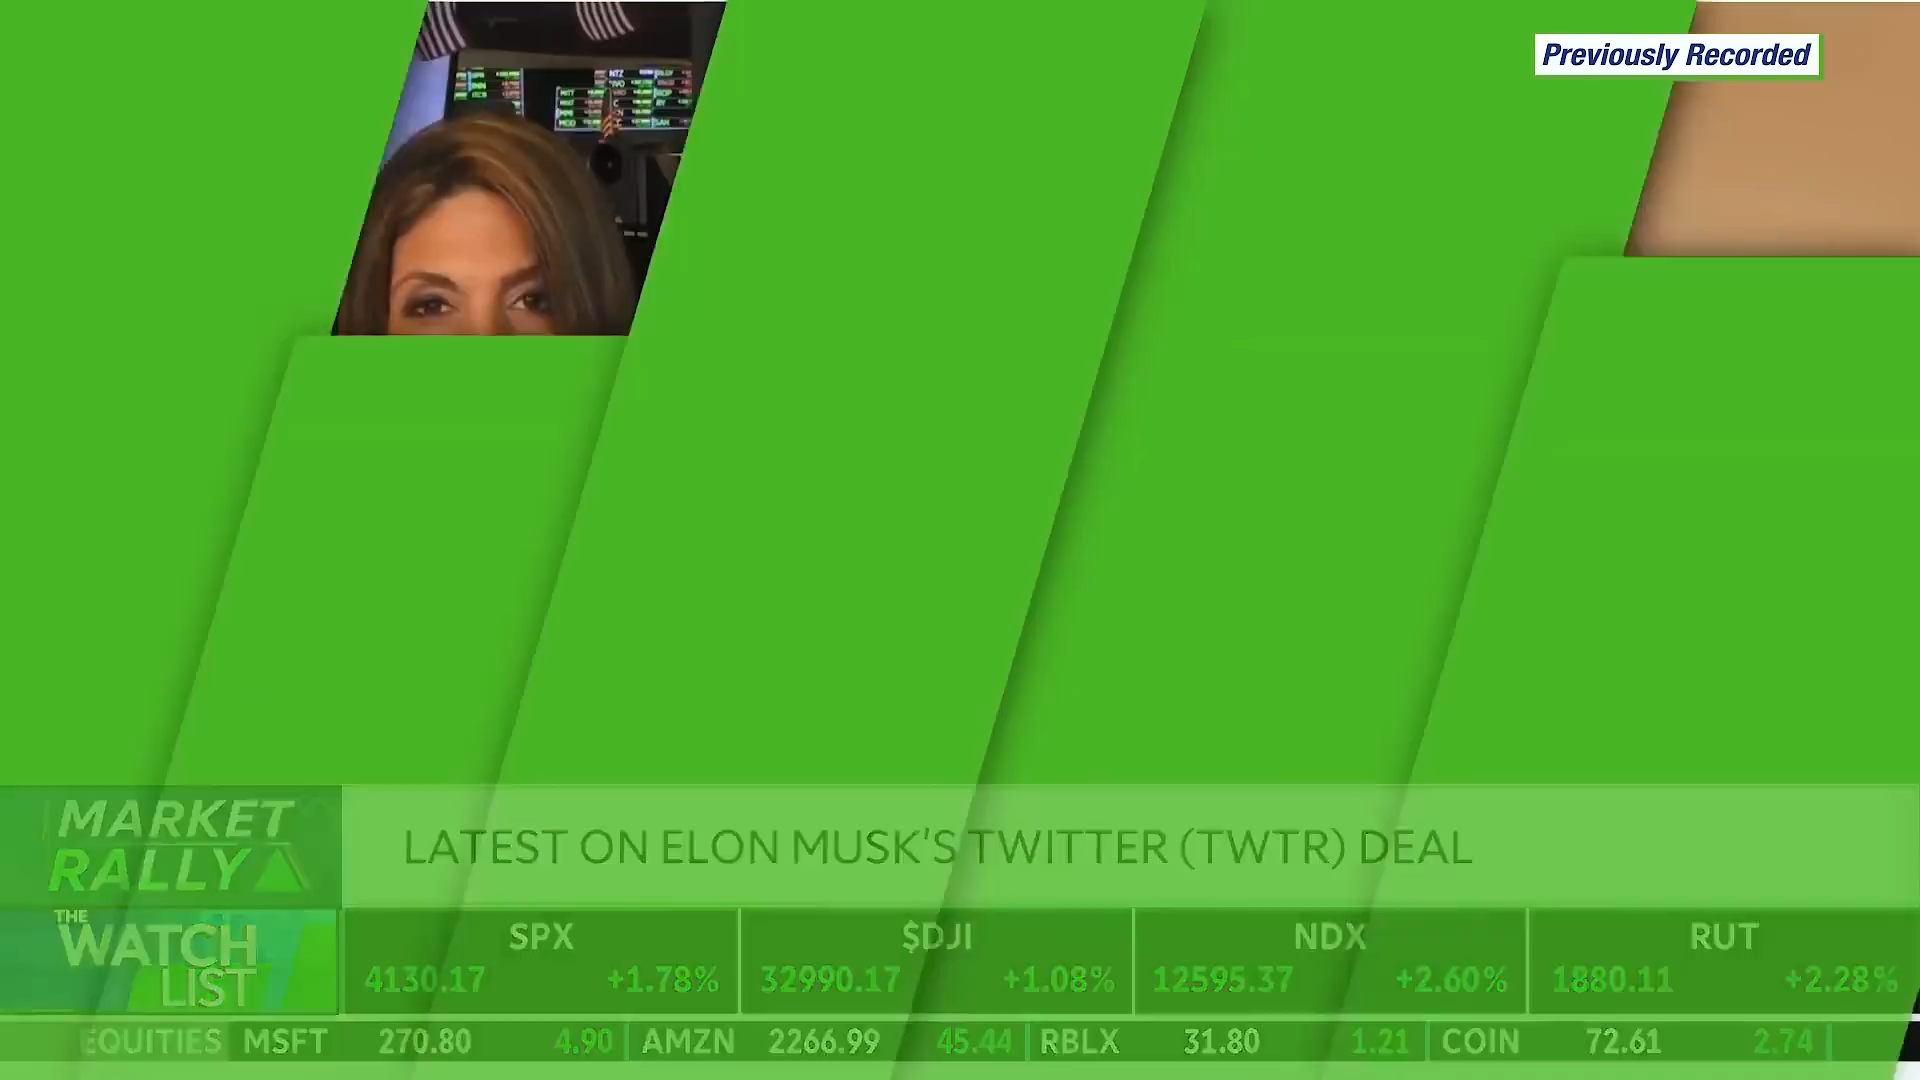 Previously Recorded
MARKET
RALLY
LATEST ON ELON MUSK'S TWITTER (TWTR) DEAL
THE
WATCH
LIST
SPX
4130.17 +1.78%
$DJI
32990.17 +1.08%
NDX
12595.37 +2.60%
RUT
1880.11 +2.28%
EQUITIES MSFT 270.80 4.90 AMZN 2266.99 45.44 RBLX 31.80 1.21 COIN 72.61 2.74